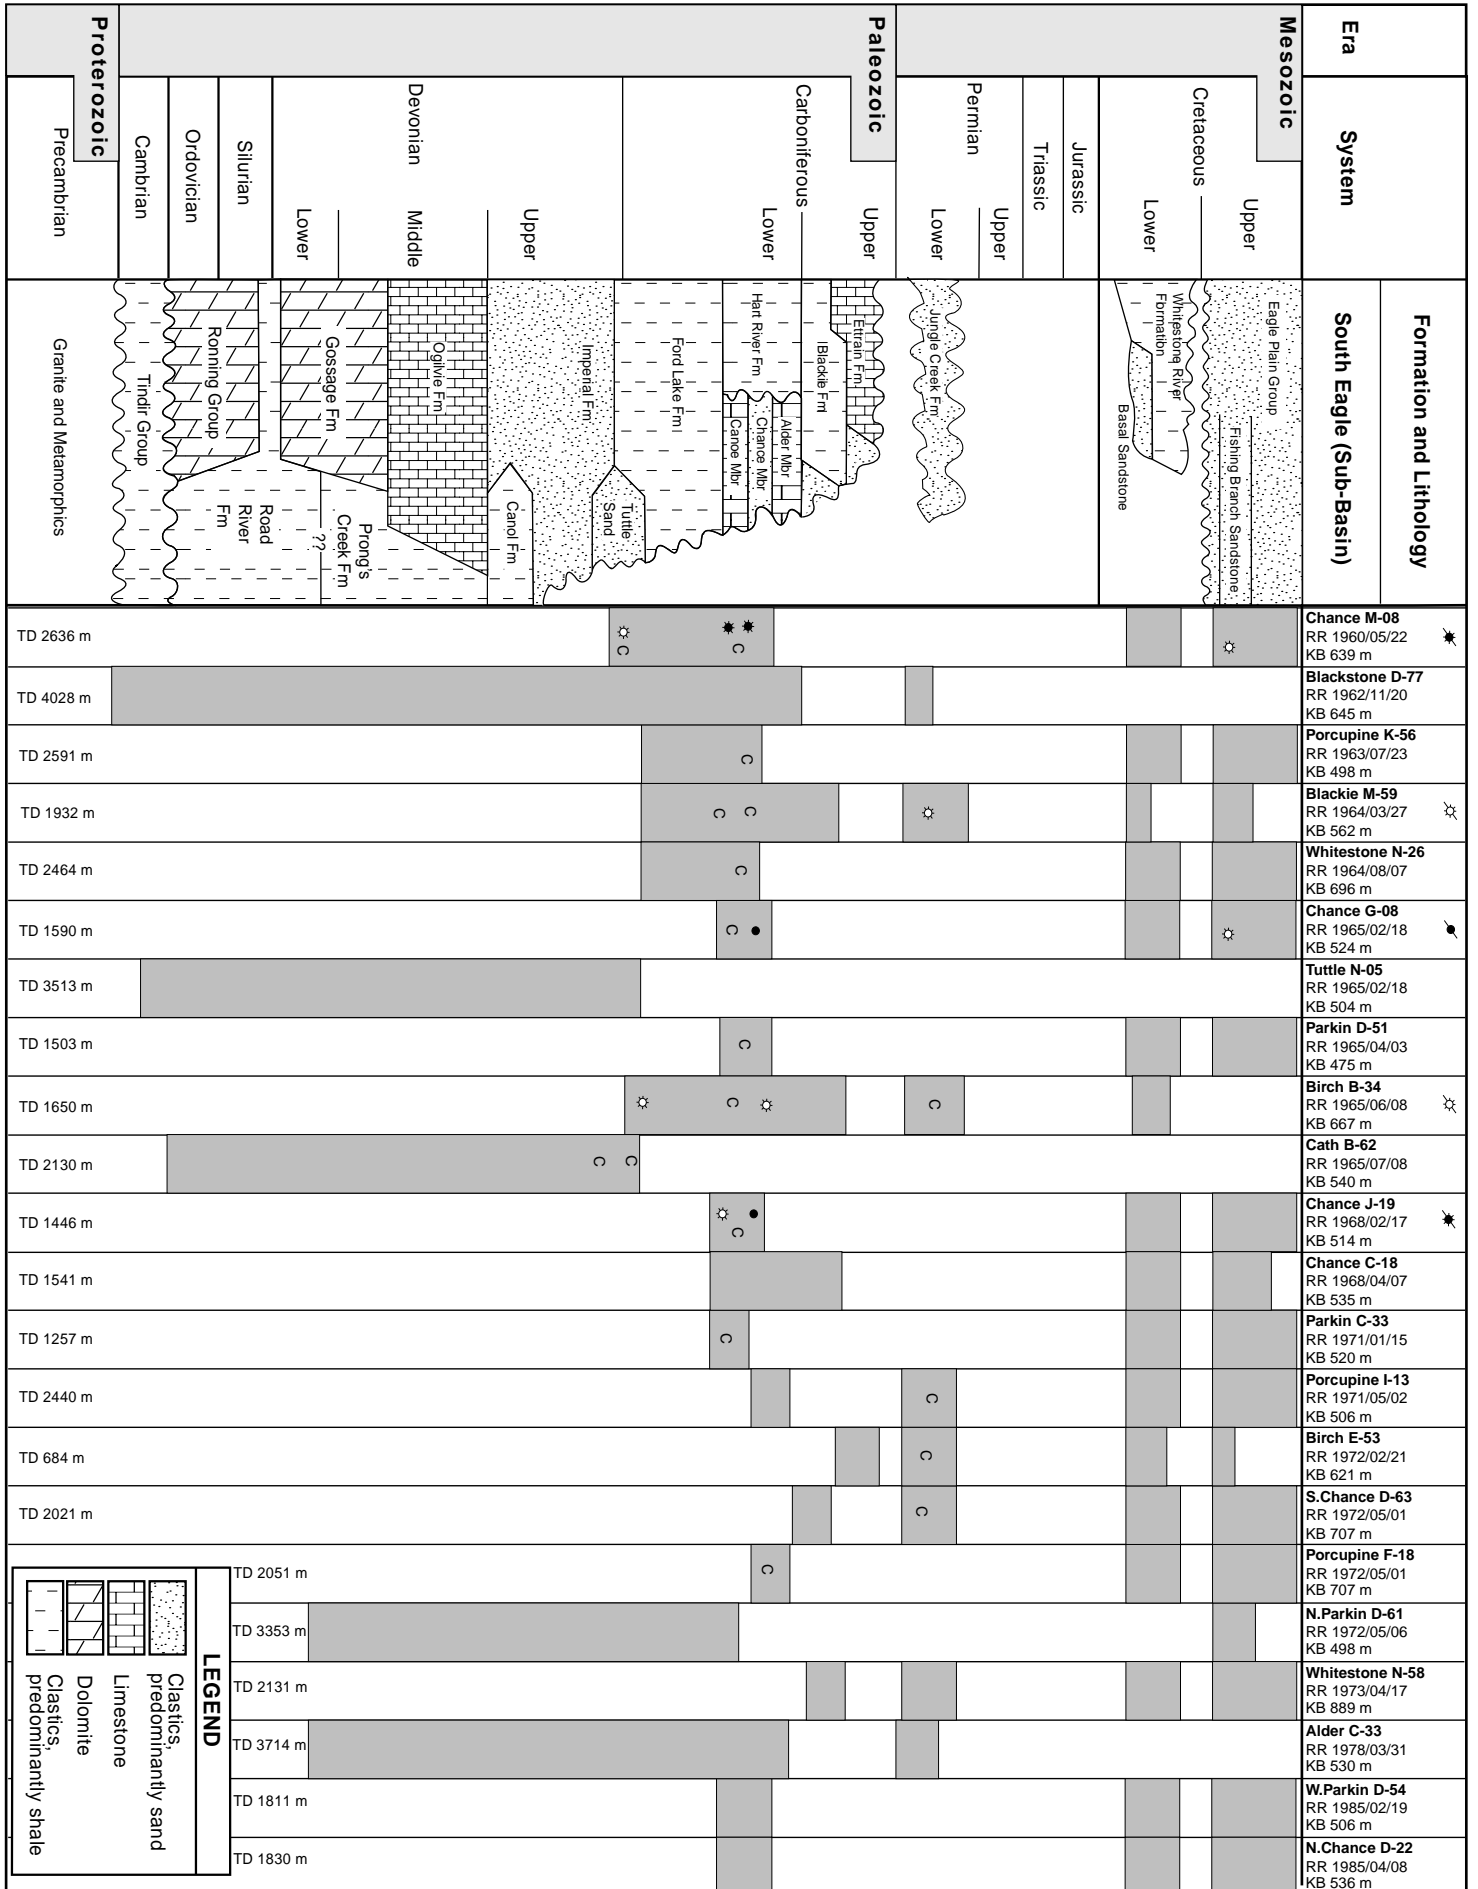 Era
Mesozoic
Paleozoic
Proterozoic
System
Cretaceous
Upper
Lower
Jurassic
Triassic
Permian
Upper
Lower
Carboniferous
Upper
Lower
Devonian
Upper
Middle
Lower
Silurian
Ordovician
Cambrian
Precambrian
Formation and Lithology
South Eagle (Sub-Basin)
Eagle Plain Group
Fishing Branch Sandstone
Whitestone River
Fbormation
Basal Sandstone
Jungle Creek Fm
Ettrain Fm
Blackie Fm
Hart River Fm
Alder Mbr
Chance Mbr
Canoe Mbr
Ford Lake Fm
Tuttle
Sand
Imperial Fm
Canol Fm
Ogilvie Fm
Gossage Fm
Prong's
Creek Fm
??
Road
River
Fm
Ronning Group
Tindir Group
Granite and Metamorphics
Chance M-08
RR 1960/05/22
KB 639 m
TD 2636 m
C
C
Blackstone D-77
RR 1962/11/20
KB 645 m
TD 4028 m
Porcupine K-56
RR 1963/07/23
KB 498 m
TD 2591 m
C
Blackie M-59
RR 1964/03/27
KB 562 m
TD 1932 m
C C
Whitestone N-26
RR 1964/08/07
KB 696 m
TD 2464 m
C
Chance G-08
RR 1965/02/18
KB 524 m
TD 1590 m
C
Tuttle N-05
RR 1965/02/18
KB 504 m
TD 3513 m
Parkin D-51
RR 1965/04/03
KB 475 m
TD 1503 m
C
Birch B-34
RR 1965/06/08
KB 667 m
TD 1650 m
C
C
Cath B-62
RR 1965/07/08
KB 540 m
TD 2130 m
C C
Chance J-19
RR 1968/02/17
KB 514 m
TD 1446 m
C
Chance C-18
RR 1968/04/07
KB 535 m
TD 1541 m
Parkin C-33
RR 1971/01/15
KB 520 m
TD 1257 m
C
Porcupine I-13
RR 1971/05/02
KB 506 m
TD 2440 m
C
Birch E-53
RR 1972/02/21
KB 621 m
TD 684 m
C
S.Chance D-63
RR 1972/05/01
KB 707 m
TD 2021 m
C
Porcupine F-18
RR 1972/05/01
KB 707 m
TD 2051 m
C
N.Parkin D-61
RR 1972/05/06
KB 498 m
TD 3353 m
Whitestone N-58
RR 1973/04/17
KB 889 m
TD 2131 m
Alder C-33
RR 1978/03/31
KB 530 m
TD 3714 m
W.Parkin D-54
RR 1985/02/19
KB 506 m
TD 1811 m
N.Chance D-22
RR 1985/04/08
KB 536 m
TD 1830 m
LEGEND
Clastics,
predominantly sand
Limestone
Dolomite
Clastics,
predominantly shale